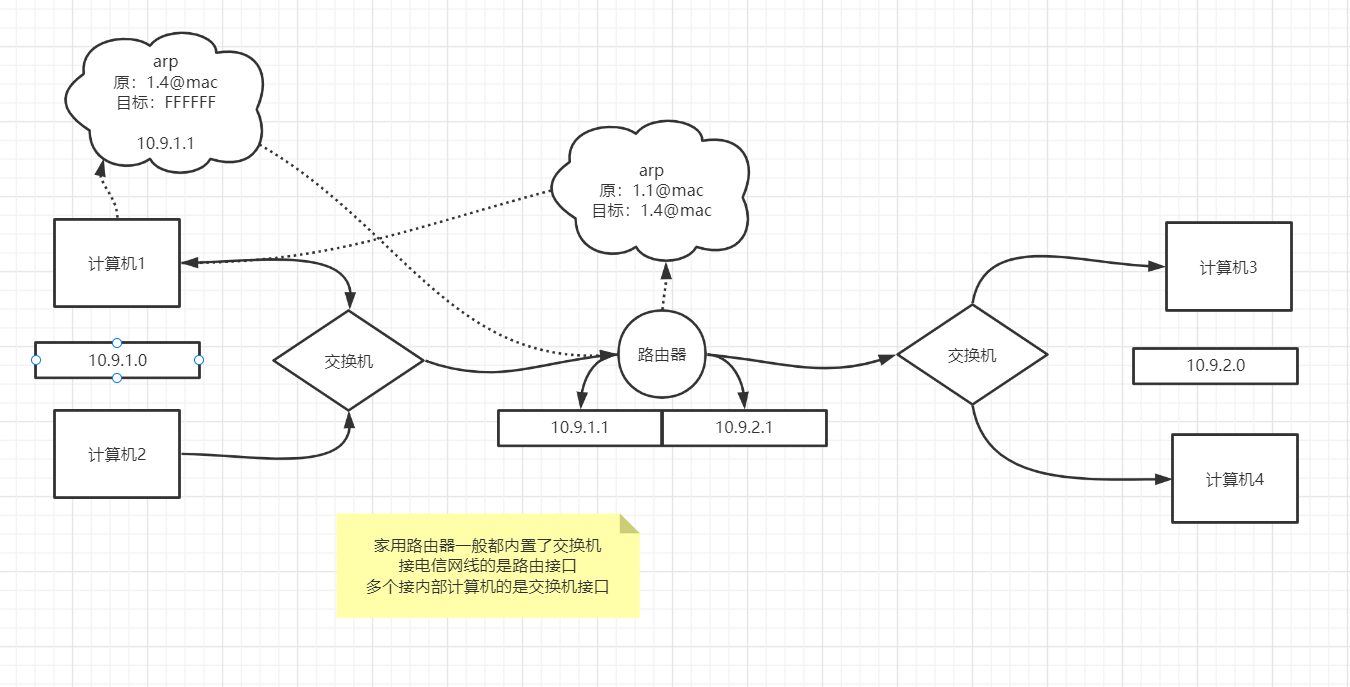 arp
原：1.4@mac
目标：FFFFFF
10.9.1.1
arp
原：1.1@mac
目标：1.4@mac
计算机1
计算机3
10.9.1.0
交换机
路由器
交换机
10.9.2.0
10.9.1.1
10.9.2.1
计算机2
计算机4
家用路由器一般都内置了交换机
接电信网线的是路由接口
多个接内部计算机的是交换机接口